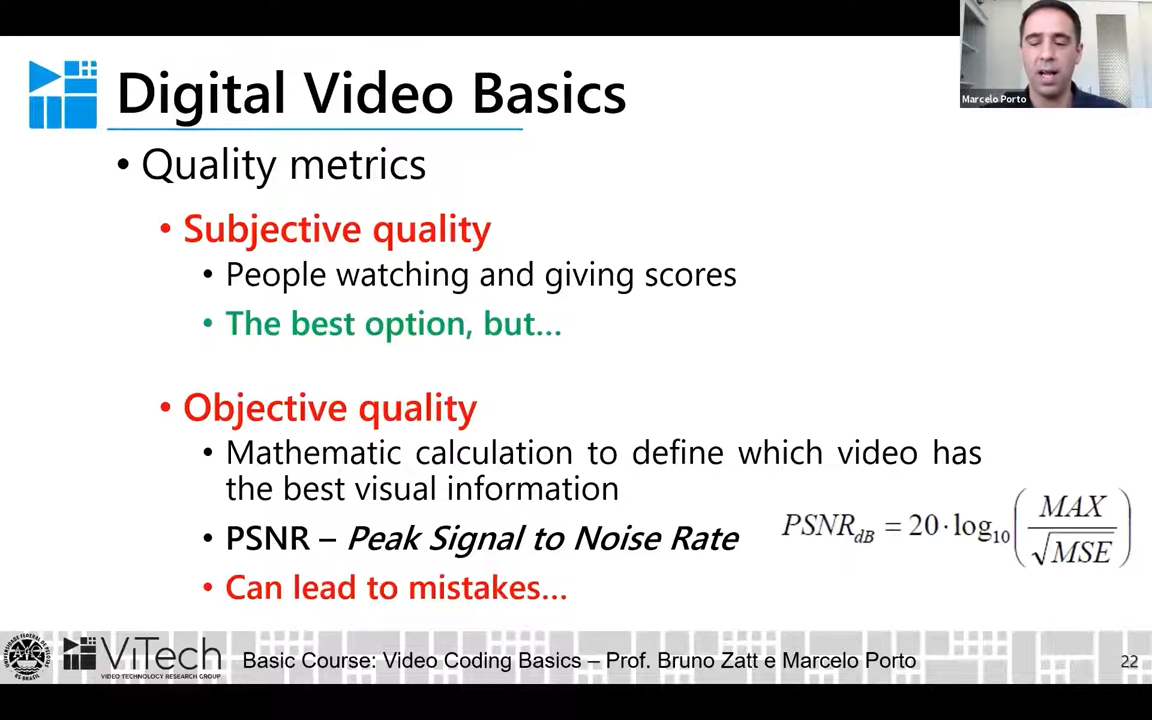 Marcelo Porto
Digital Video Basics
• Quality metrics
• Subjective quality
• People watching and giving scores
• The best option, but...
• Objective quality
• Mathematic calculation to define which video has
the best visual information
• PSNR – Peak Signal to Noise Rate
PSNR_dB = 20 · log_10 ( MAX / √MSE )
• Can lead to mistakes...
ViTech
VIDEO TECHNOLOGY RESEARCH GROUP
Basic Course: Video Coding Basics – Prof. Bruno Zatt e Marcelo Porto
22